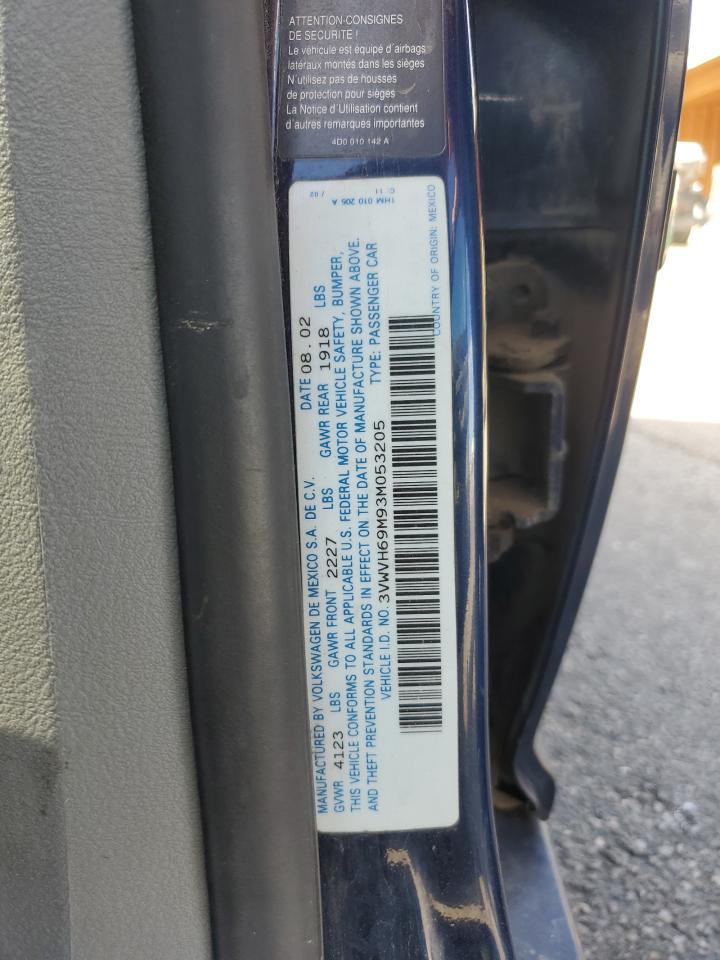 ATTENTION-CONSIGNES
DE SECURITE !
Le véhicule est équipé d'airbags
latéraux montés dans les sièges
N'utilisez pas de housses
de protection pour sièges
La Notice d'Utilisation contient
d'autres remarques importantes
4D0 010 142 A
MANUFACTURED BY VOLKSWAGEN DE MEXICO S.A. DE C.V. DATE 08.02
GVWR 4123 LBS GAWR FRONT 2227 LBS GAWR REAR 1918 LBS
THIS VEHICLE CONFORMS TO ALL APPLICABLE U.S. FEDERAL MOTOR VEHICLE SAFETY, BUMPER,
AND THEFT PREVENTION STANDARDS IN EFFECT ON THE DATE OF MANUFACTURE SHOWN ABOVE.
VEHICLE I.D. NO. 3VWVH69M93M053205 TYPE: PASSENGER CAR
COUNTRY OF ORIGIN: MEXICO
1HM 010 205 A